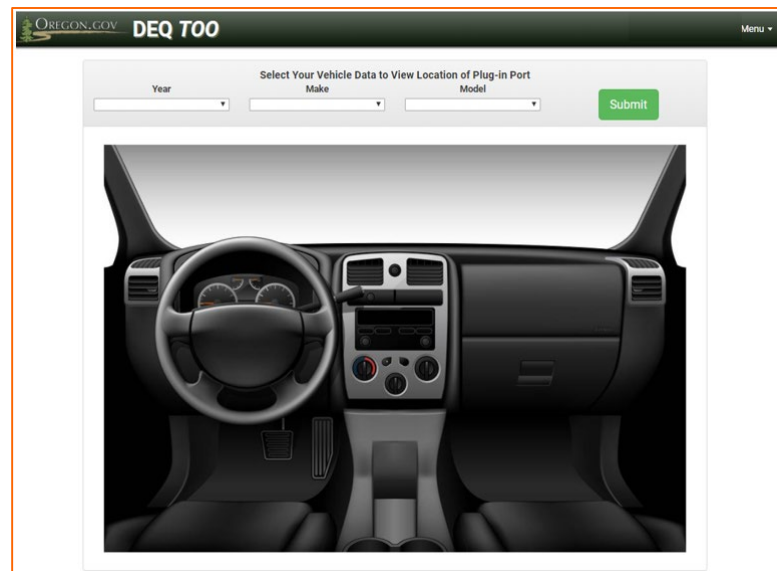 OREGON.GOV DEQ TOO
Menu
Select Your Vehicle Data to View Location of Plug-in Port
Year Make Model
Submit